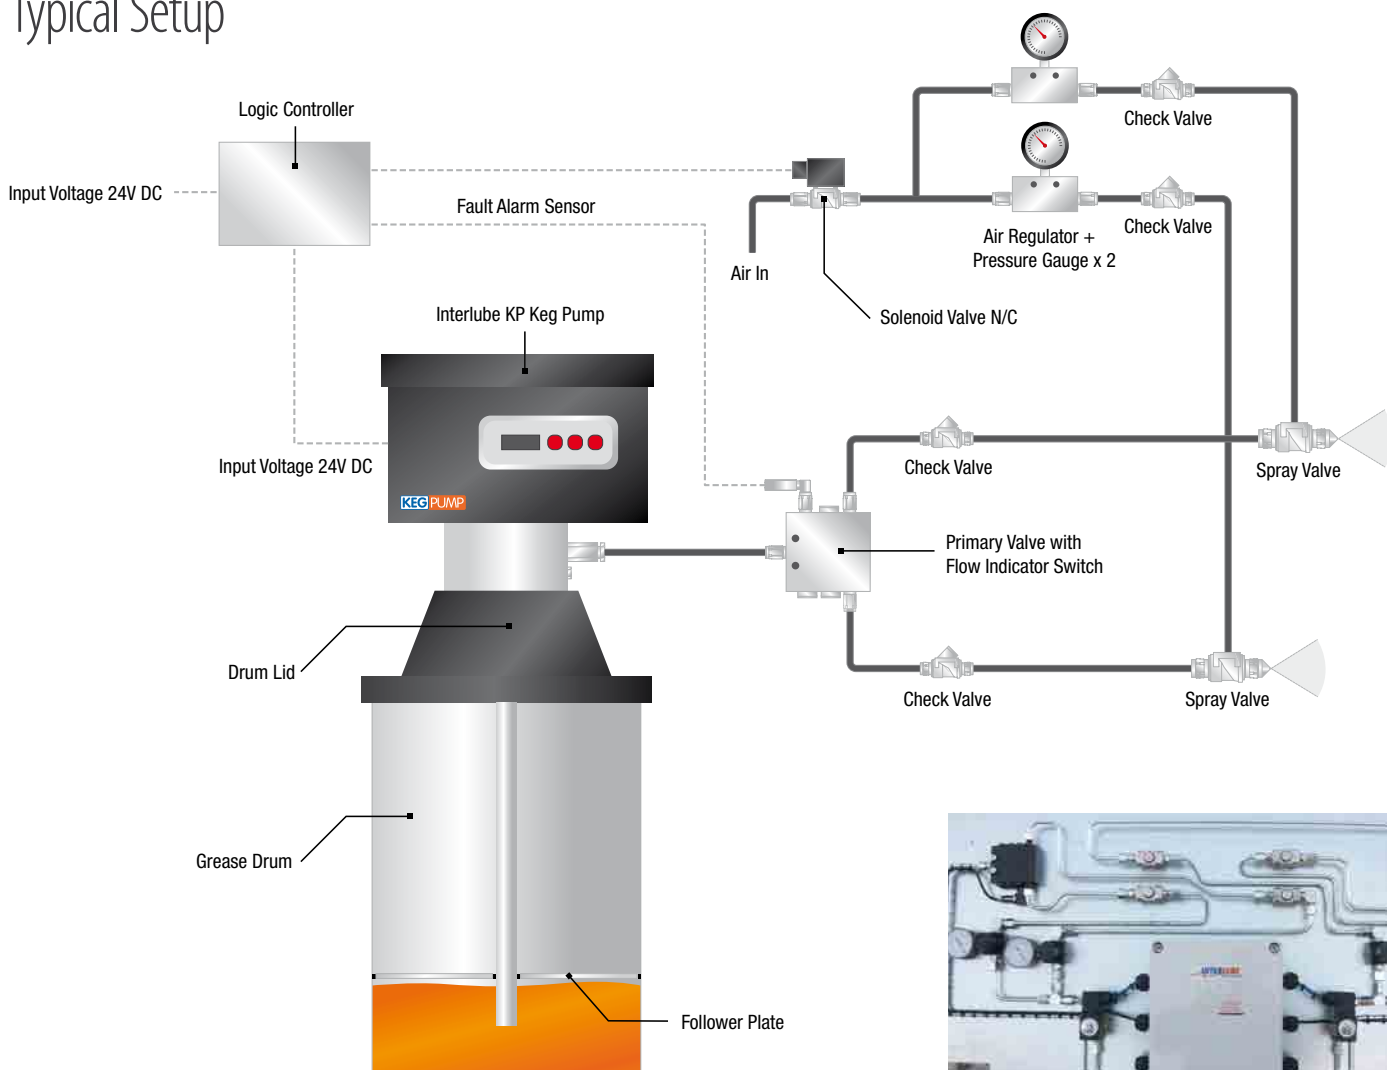 Typical Setup
Logic Controller
Check Valve
Input Voltage 24V DC
Fault Alarm Sensor
Check Valve
Air Regulator +
Pressure Gauge x 2
Air In
Solenoid Valve N/C
Interlube KP Keg Pump
Input Voltage 24V DC
Check Valve
Spray Valve
KEG PUMP
Primary Valve with
Flow Indicator Switch
Drum Lid
Check Valve
Spray Valve
Grease Drum
INTERLUBE
Follower Plate